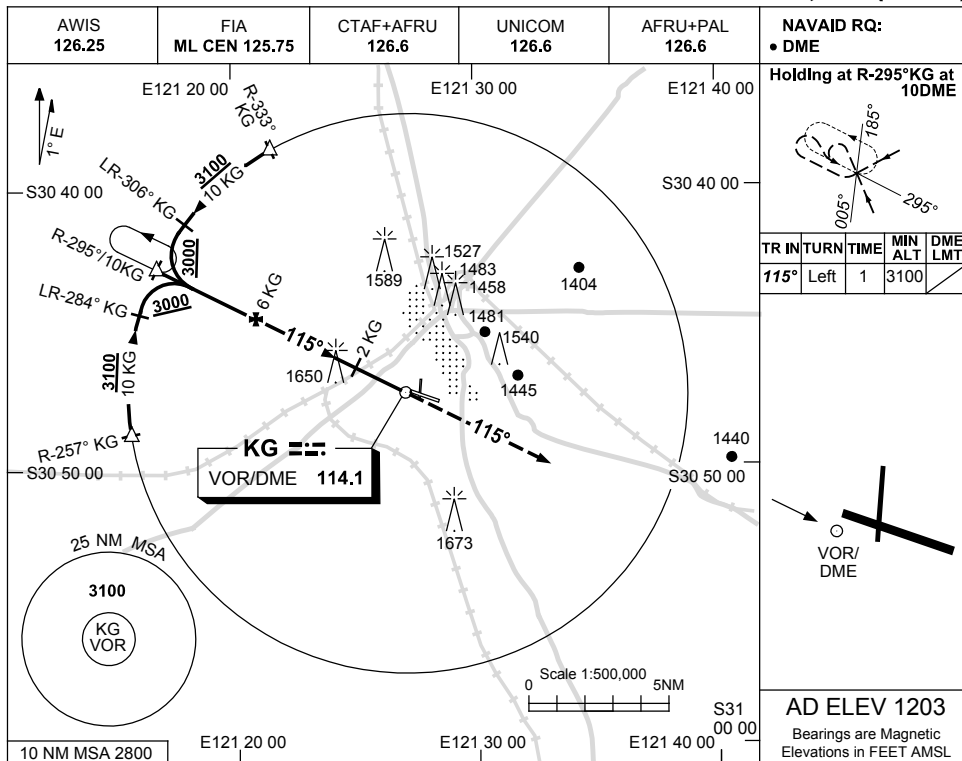 AWIS
126.25
FIA
ML CEN 125.75
CTAF+AFRU
126.6
UNICOM
126.6
AFRU+PAL
126.6
NAVAID RQ:
• DME
Holding at R-295°KG at
10DME
185°
005°
295°
TR IN TURN TIME MIN ALT DME LMT
115° Left 1 3100
E121 20 00
E121 30 00
E121 40 00
1° E
R-333° KG
3100
10 KG
LR-306° KG
S30 40 00
S30 40 00
R-295°/10KG
3000
LR-284° KG
3000
6 KG
115°
2 KG
1589
1527
1483
1458
1404
1481
1540
1445
1650
3100
10 KG
R-257° KG
KG
VOR/DME 114.1
115°
1440
S30 50 00
S30 50 00
1673
VOR/
DME
25 NM MSA
3100
KG
VOR
Scale 1:500,000
0 5NM
S31
00 00
10 NM MSA 2800
E121 20 00
E121 30 00
E121 40 00
AD ELEV 1203
Bearings are Magnetic
Elevations in FEET AMSL